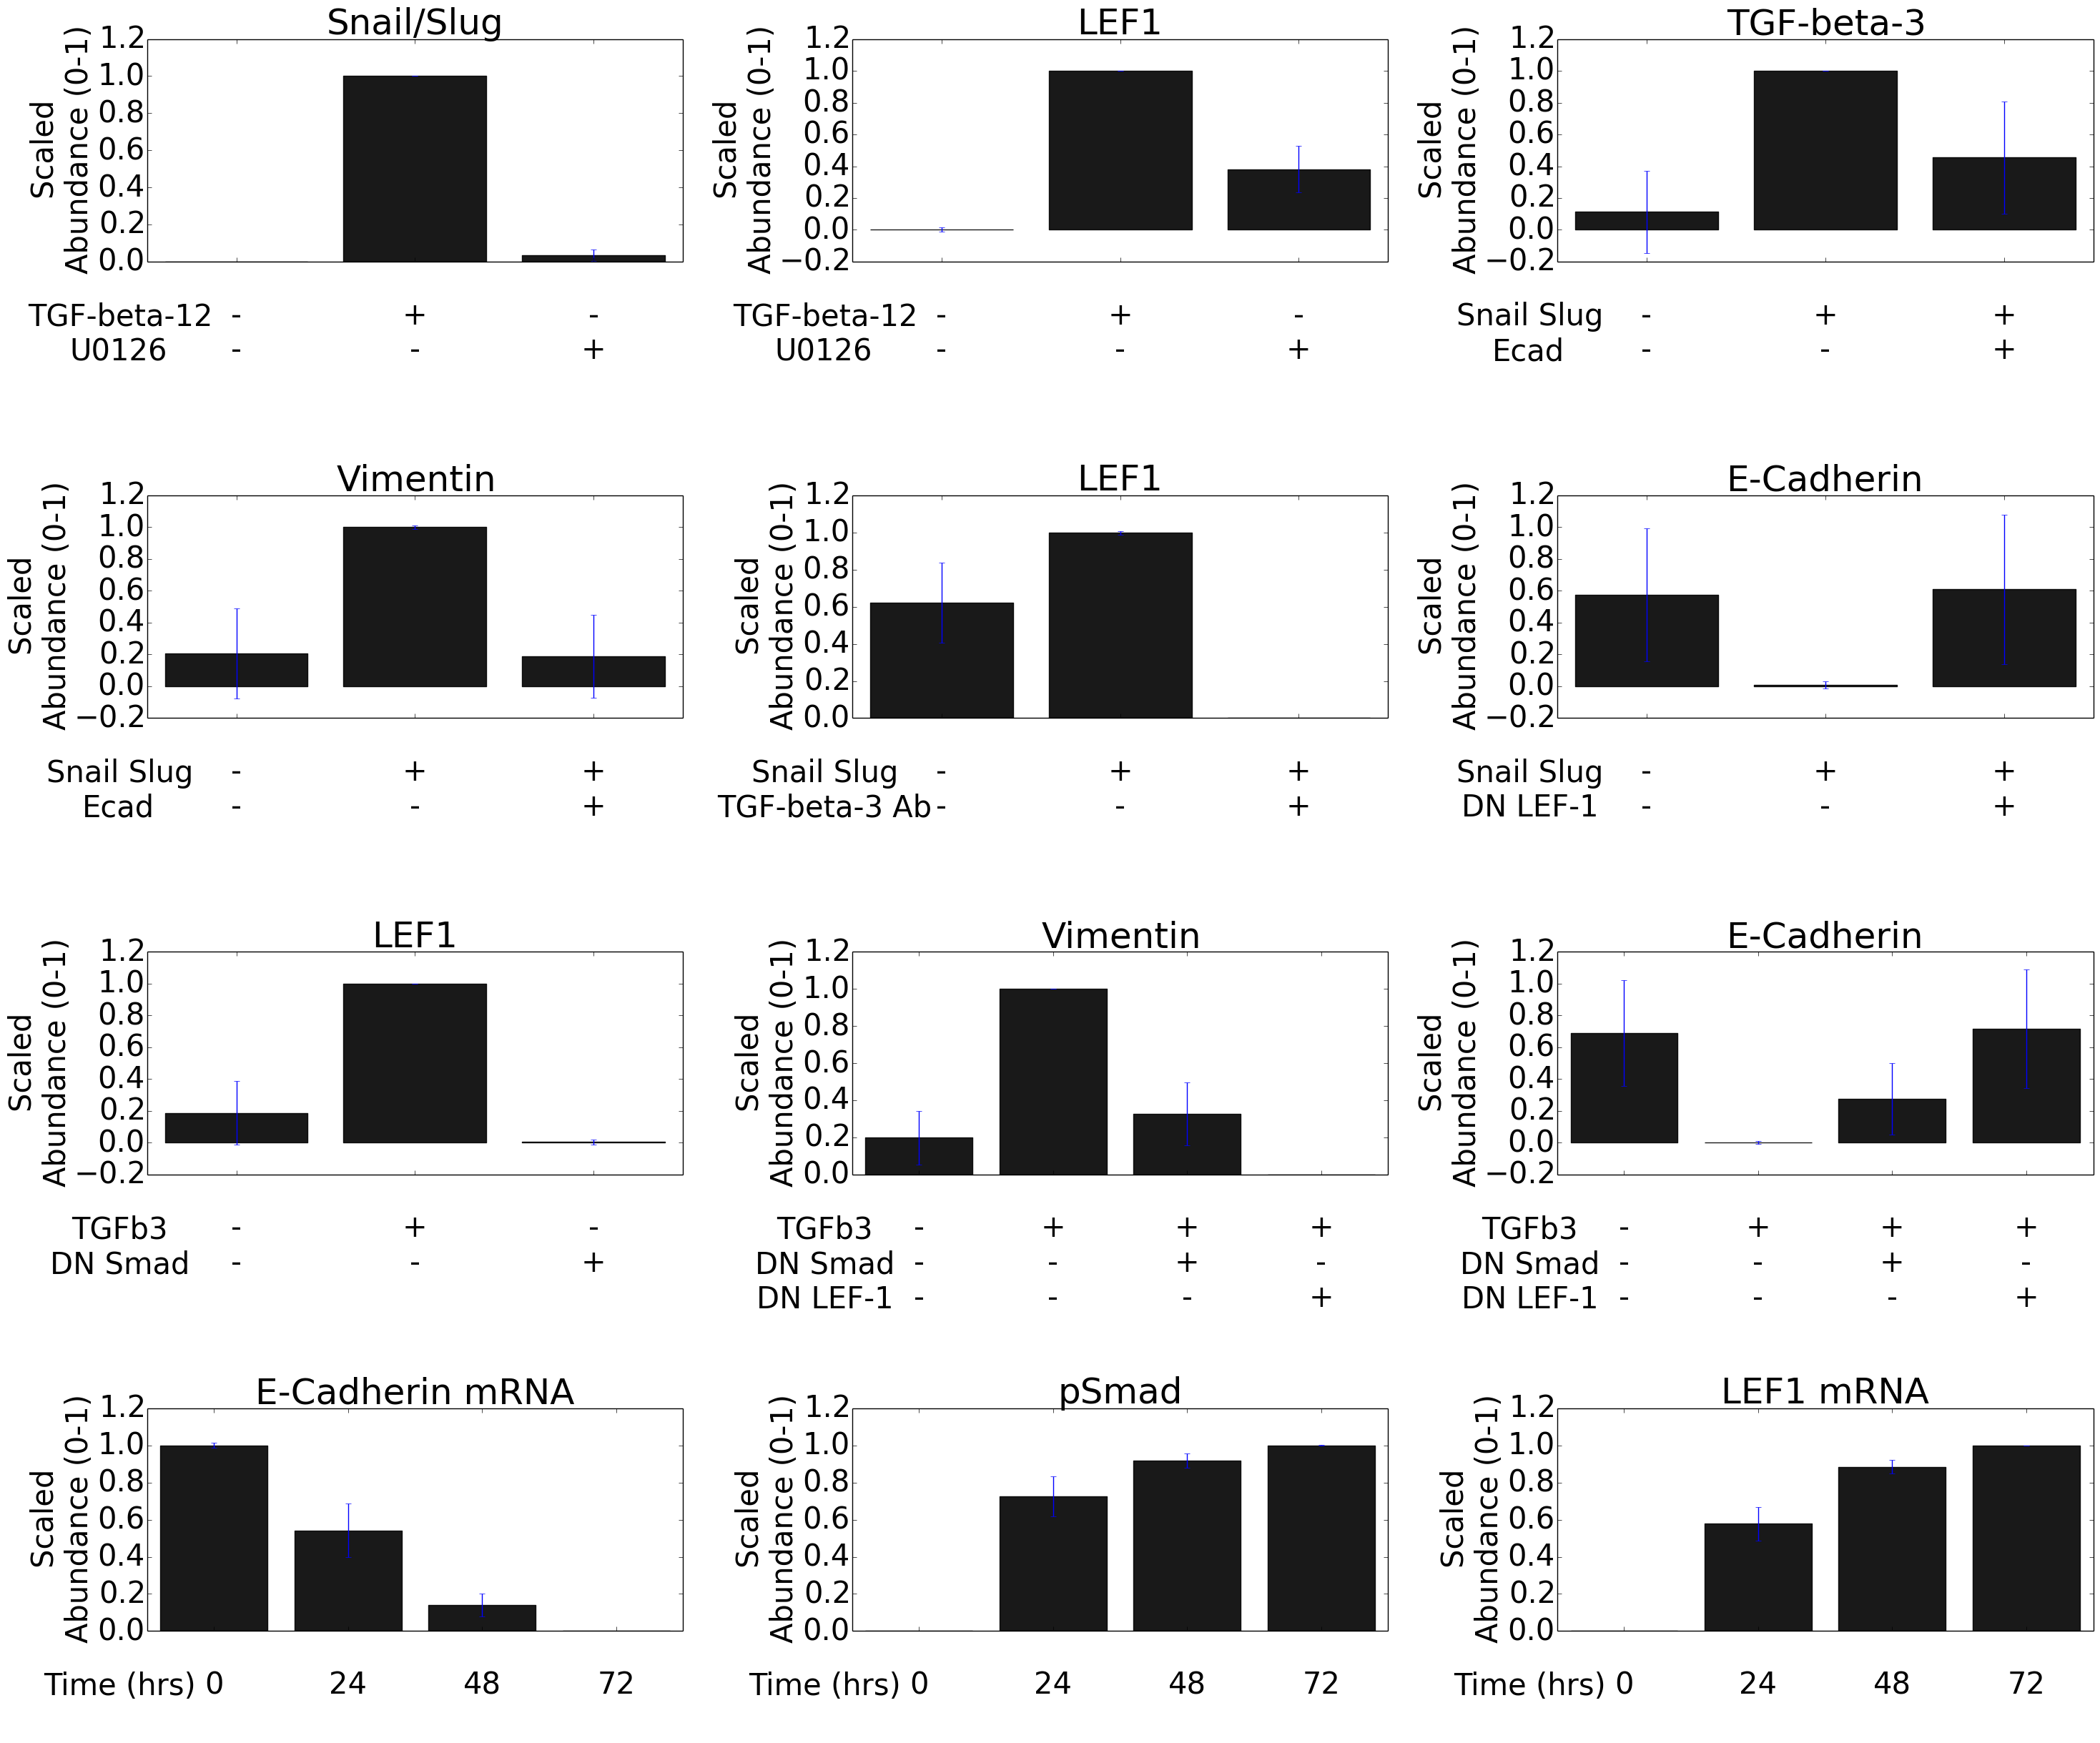 Snail/Slug
Scaled
Abundance (0-1)
1.2
1.0
0.8
0.6
0.4
0.2
0.0
TGF-beta-12 - + -
U0126 - - +
LEF1
Scaled
Abundance (0-1)
1.2
1.0
0.8
0.6
0.4
0.2
0.0
−0.2
TGF-beta-12 - + -
U0126 - - +
TGF-beta-3
Scaled
Abundance (0-1)
1.2
1.0
0.8
0.6
0.4
0.2
0.0
−0.2
Snail Slug - + +
Ecad - - +
Vimentin
Scaled
Abundance (0-1)
1.2
1.0
0.8
0.6
0.4
0.2
0.0
−0.2
Snail Slug - + +
Ecad - - +
LEF1
Scaled
Abundance (0-1)
1.2
1.0
0.8
0.6
0.4
0.2
0.0
Snail Slug - + +
TGF-beta-3 Ab - - +
E-Cadherin
Scaled
Abundance (0-1)
1.2
1.0
0.8
0.6
0.4
0.2
0.0
−0.2
Snail Slug - + +
DN LEF-1 - - +
LEF1
Scaled
Abundance (0-1)
1.2
1.0
0.8
0.6
0.4
0.2
0.0
−0.2
TGFb3 - + -
DN Smad - - +
Vimentin
Scaled
Abundance (0-1)
1.2
1.0
0.8
0.6
0.4
0.2
0.0
TGFb3 - + + +
DN Smad - - + -
DN LEF-1 - - - +
E-Cadherin
Scaled
Abundance (0-1)
1.2
1.0
0.8
0.6
0.4
0.2
0.0
−0.2
TGFb3 - + + +
DN Smad - - + -
DN LEF-1 - - - +
E-Cadherin mRNA
Scaled
Abundance (0-1)
1.2
1.0
0.8
0.6
0.4
0.2
0.0
Time (hrs) 0 24 48 72
pSmad
Scaled
Abundance (0-1)
1.2
1.0
0.8
0.6
0.4
0.2
0.0
Time (hrs) 0 24 48 72
LEF1 mRNA
Scaled
Abundance (0-1)
1.2
1.0
0.8
0.6
0.4
0.2
0.0
Time (hrs) 0 24 48 72